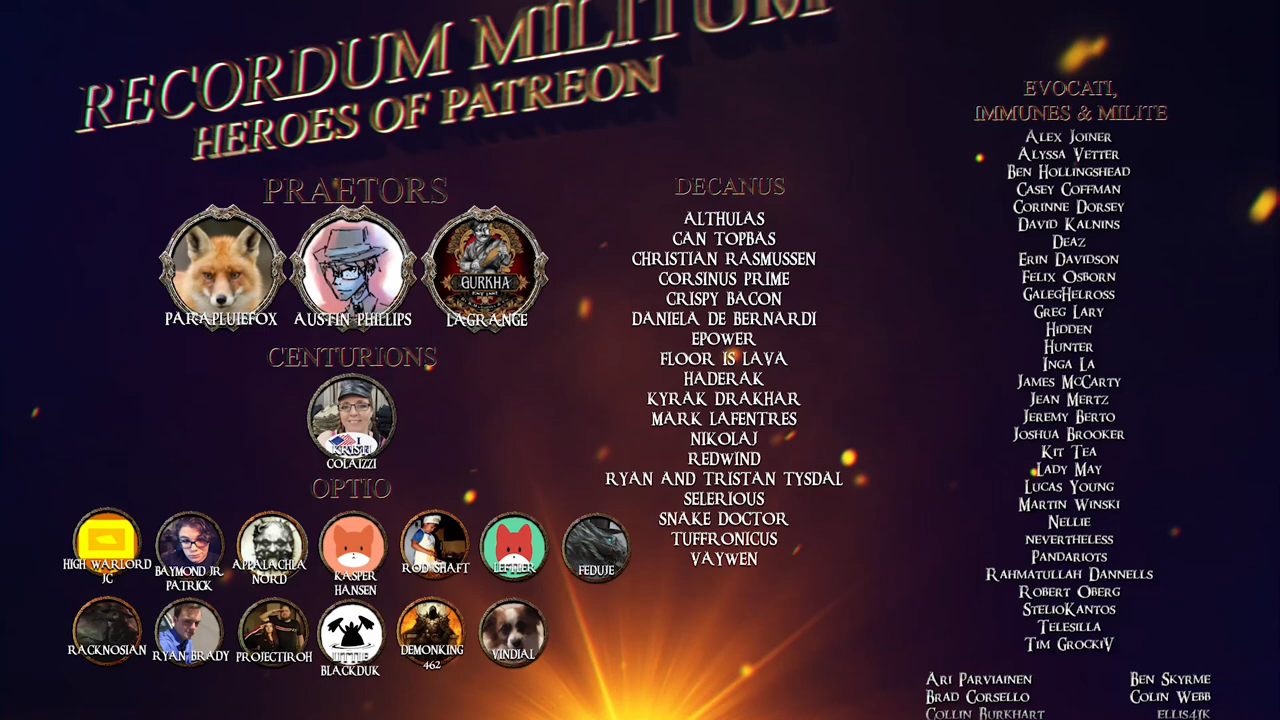 RECORDUM MILITUM
HEROES OF PATREON
PRAETORS
GURKHA
PARAPLUIEFOX
AUSTIN PHILLIPS
LAGRANGE
CENTURIONS
I
COLAIZZI
OPTIO
HIGH WARLORD
JG
RAYMOND JR.
PATRICK
APPALACHIA
NORD
KASPER
HANSEN
ROD SHAFT
LEFTIER
FEDUJE
RACKNOSIAN
RYAN BRADY
PROJECTIROH
LITTLE
BLACKDUK
DEMONKING
462
VINDIAL
DECANUS
ALTHULAS
CAN TOPBAS
CHRISTIAN RASMUSSEN
CORSINUS PRIME
CRISPY BACON
DANIELA DE BERNARDI
EPOWER
FLOOR IS LAVA
HADERAK
KYRAK DRAKHAR
MARK LAFENTRES
NIKOLAJ
REDWIND
RYAN AND TRISTAN TYSDAL
SELERIOUS
SNAKE DOCTOR
TUFFRONICUS
VAYWEN
EVOCATI,
IMMUNES & MILITE
Alex Joiner
Alyssa Vetter
Ben Hollingshead
Casey Coffman
Corinne Dorsey
David Kalnins
Deaz
Erin Davidson
Felix Osborn
GalegHelross
Greg Lary
Hidden
Hunter
Inga La
James McCarty
Jean Mertz
Jeremy Berto
Joshua Brooker
Kit Tea
Lady May
Lucas Young
Martin Winski
Nellie
nevertheless
Pandariots
Rahmatullah Dannells
Robert Oberg
StelioKantos
Telesilla
Tim GrockiV
Ari Parviainen
Ben Skyrme
Brad Corsello
Colin Webb
Collin Burkhart
ellis4jk